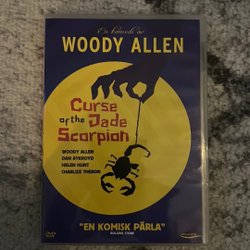 En komedi av
WOODY ALLEN
Curse
of the Jade
Scorpion
WOODY ALLEN
DAN AYKROYD
HELEN HUNT
CHARLIZE THERON
"EN KOMISK PÄRLA"
DVD